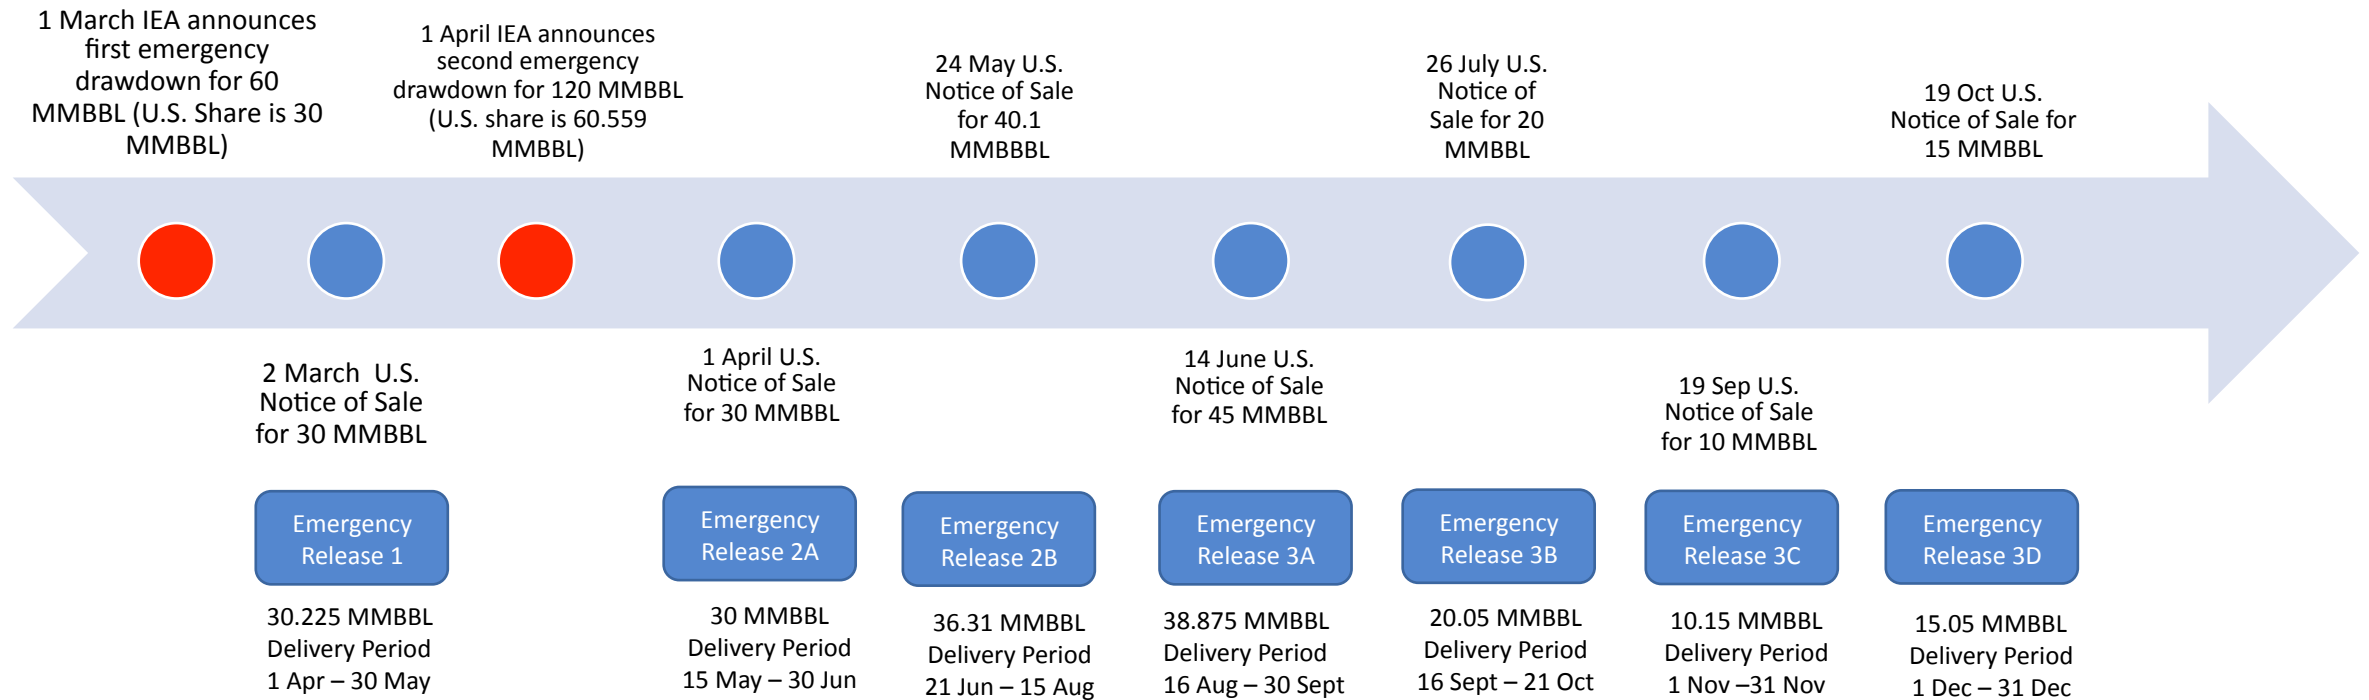 1 March IEA announces
first emergency
drawdown for 60
MMBBL (U.S. Share is 30
MMBBL)
1 April IEA announces
second emergency
drawdown for 120 MMBBL
(U.S. share is 60.559
MMBBL)
24 May U.S.
Notice of Sale
for 40.1
MMBBBL
26 July U.S.
Notice of
Sale for 20
MMBBL
19 Oct U.S.
Notice of Sale for
15 MMBBL
2 March  U.S.
Notice of Sale
for 30 MMBBL
1 April U.S.
Notice of Sale
for 30 MMBBL
14 June U.S.
Notice of Sale
for 45 MMBBL
19 Sep U.S.
Notice of Sale
for 10 MMBBL
Emergency
Release 1
Emergency
Release 2A
Emergency
Release 2B
Emergency
Release 3A
Emergency
Release 3B
Emergency
Release 3C
Emergency
Release 3D
30.225 MMBBL
Delivery Period
1 Apr – 30 May
30 MMBBL
Delivery Period
15 May – 30 Jun
36.31 MMBBL
Delivery Period
21 Jun – 15 Aug
38.875 MMBBL
Delivery Period
16 Aug – 30 Sept
20.05 MMBBL
Delivery Period
16 Sept – 21 Oct
10.15 MMBBL
Delivery Period
1 Nov –31 Nov
15.05 MMBBL
Delivery Period
1 Dec – 31 Dec